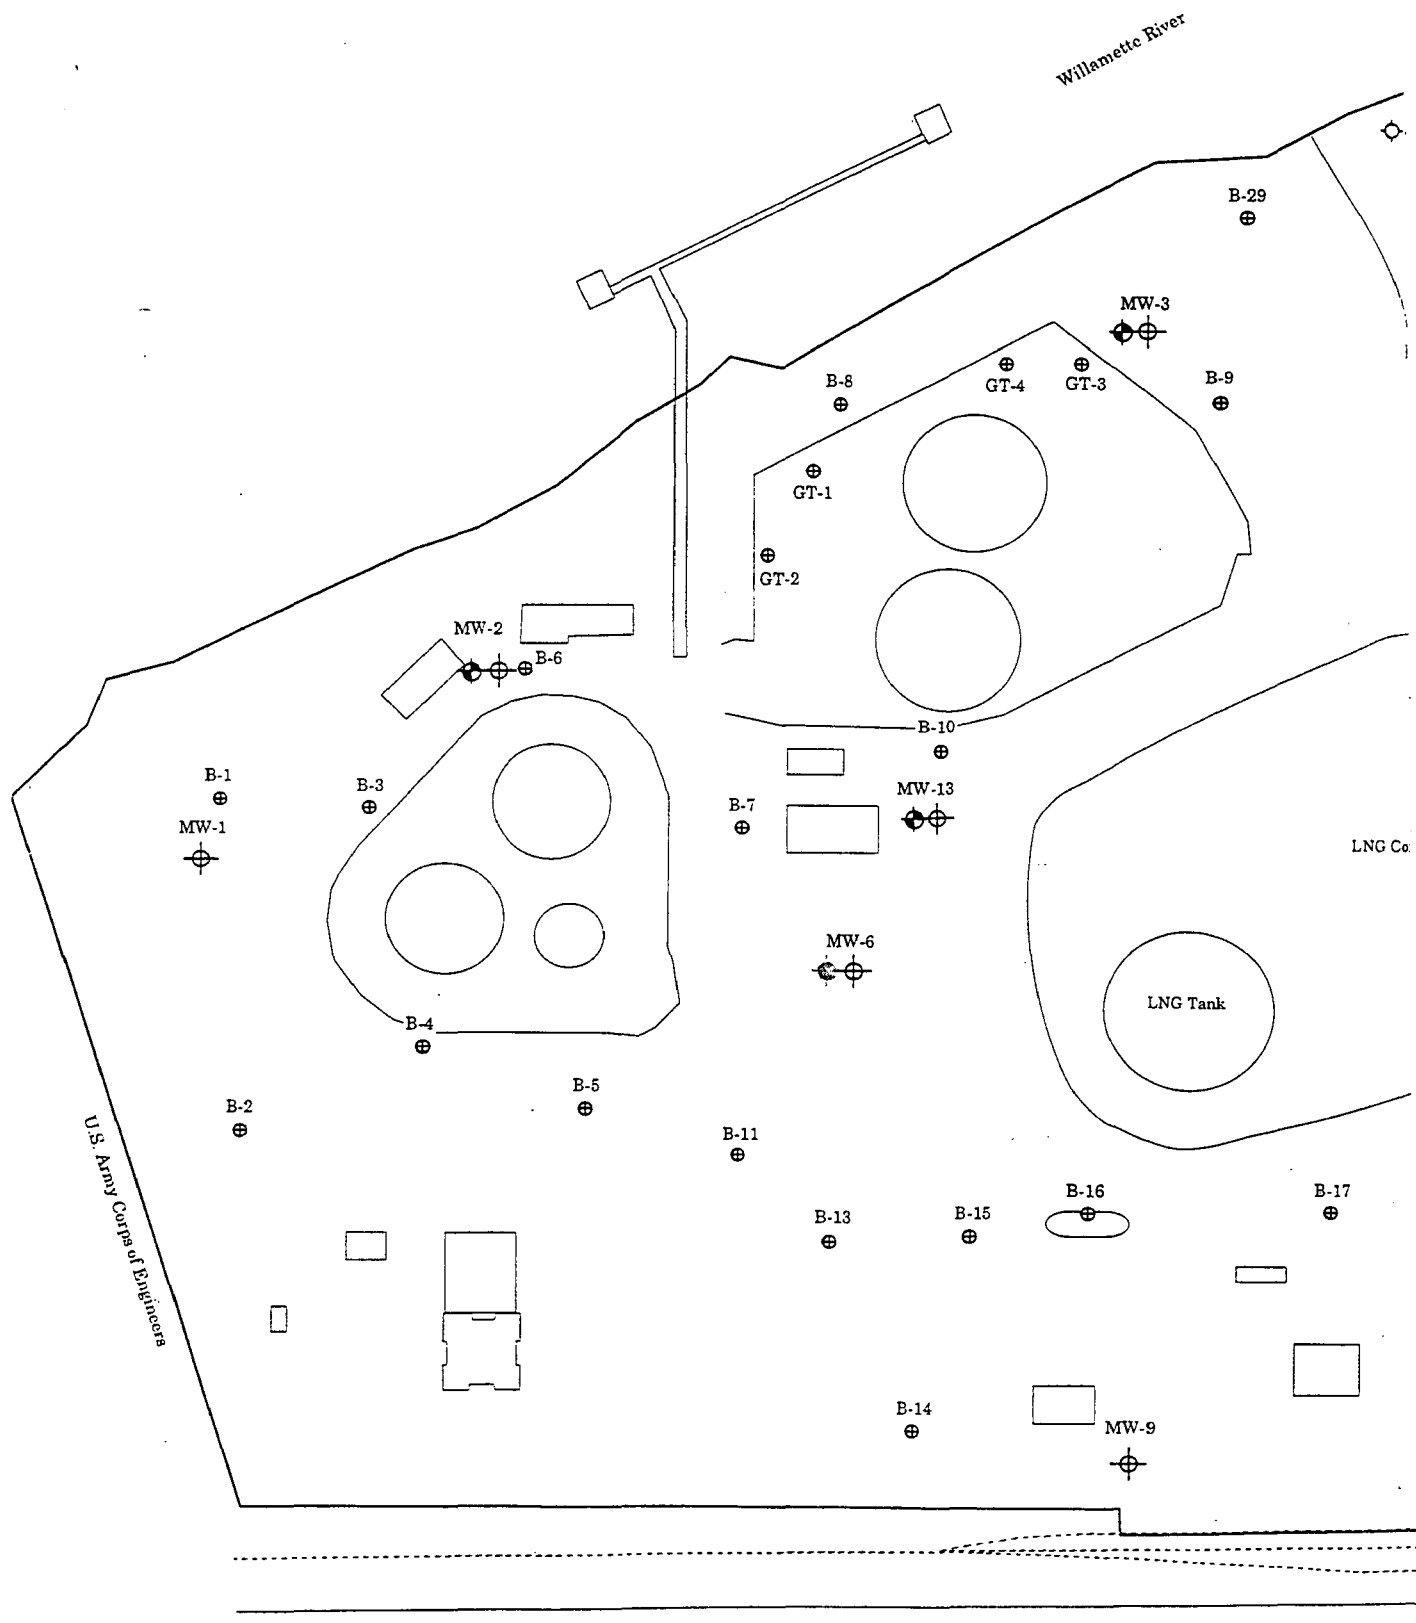 Willamette River
B-29
MW-3
B-8
GT-4
GT-3
B-9
GT-1
GT-2
MW-2
B-6
B-10
B-1
B-3
B-7
MW-13
MW-1
LNG Co
MW-6
LNG Tank
B-4
B-5
B-2
U.S. Army Corps of Engineers
B-11
B-16
B-17
B-13
B-15
B-14
MW-9